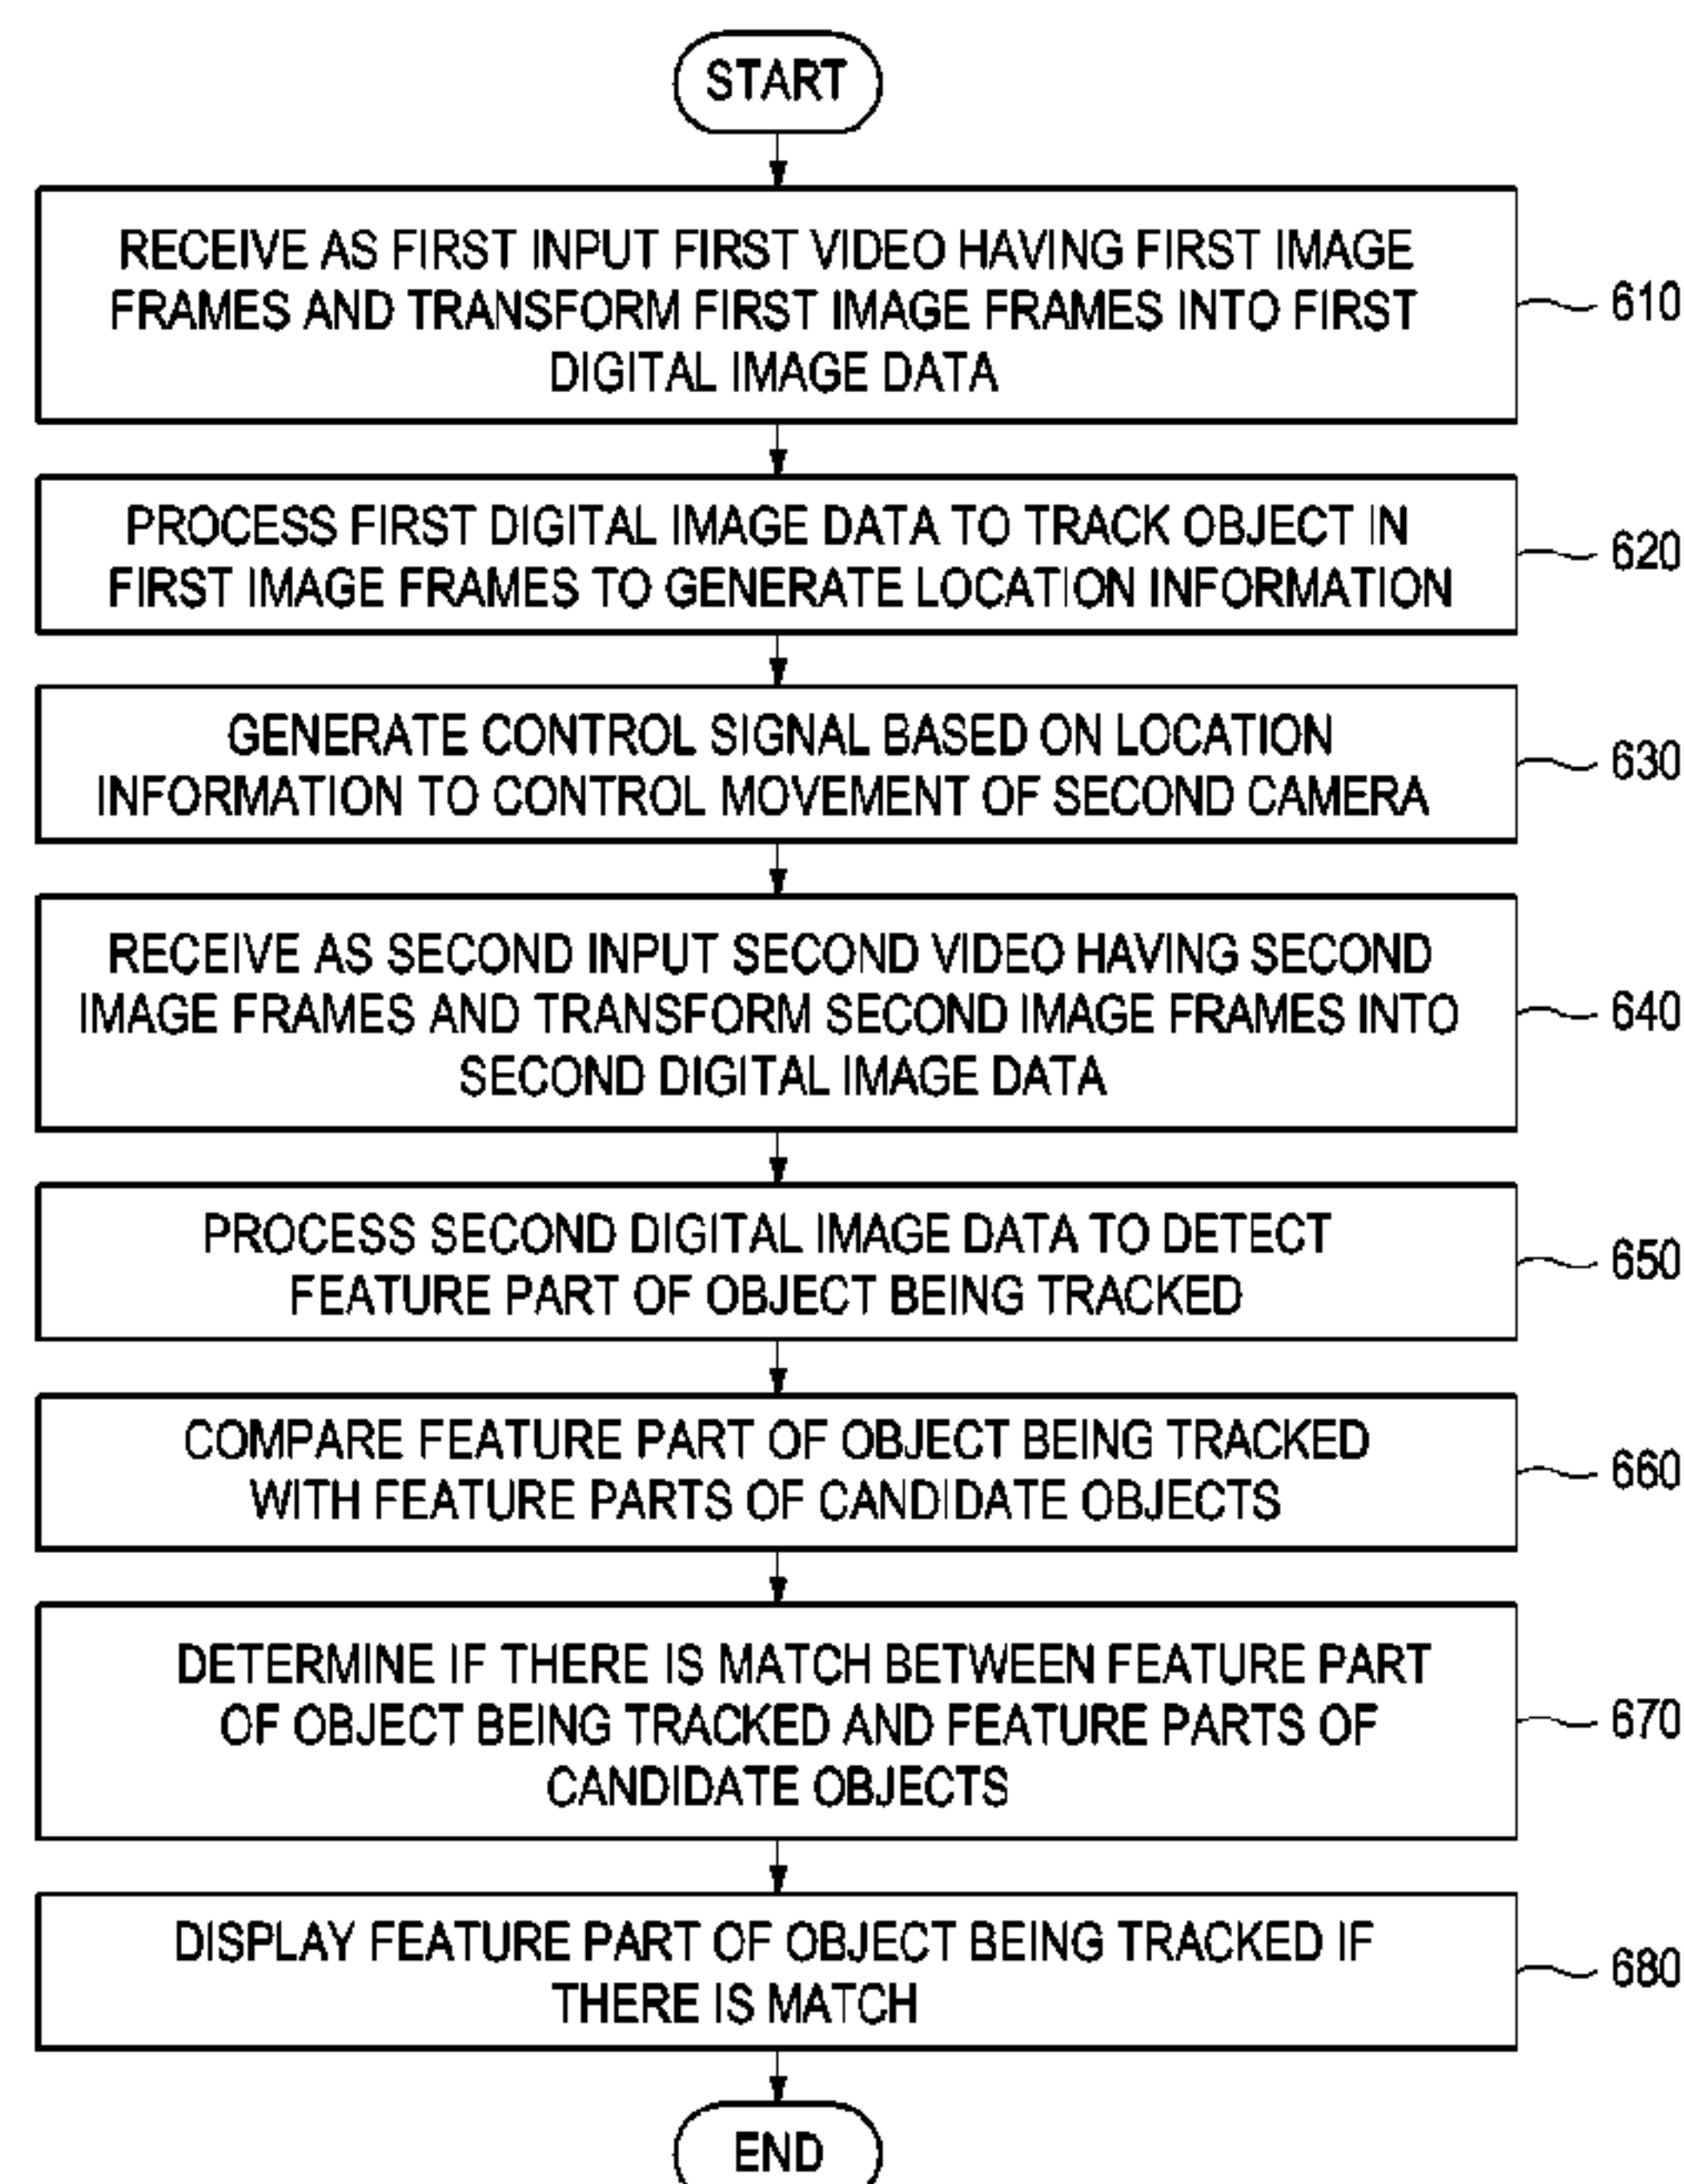 START
RECEIVE AS FIRST INPUT FIRST VIDEO HAVING FIRST IMAGE
FRAMES AND TRANSFORM FIRST IMAGE FRAMES INTO FIRST
DIGITAL IMAGE DATA
610
PROCESS FIRST DIGITAL IMAGE DATA TO TRACK OBJECT IN
FIRST IMAGE FRAMES TO GENERATE LOCATION INFORMATION
620
GENERATE CONTROL SIGNAL BASED ON LOCATION
INFORMATION TO CONTROL MOVEMENT OF SECOND CAMERA
630
RECEIVE AS SECOND INPUT SECOND VIDEO HAVING SECOND
IMAGE FRAMES AND TRANSFORM SECOND IMAGE FRAMES INTO
SECOND DIGITAL IMAGE DATA
640
PROCESS SECOND DIGITAL IMAGE DATA TO DETECT
FEATURE PART OF OBJECT BEING TRACKED
650
COMPARE FEATURE PART OF OBJECT BEING TRACKED
WITH FEATURE PARTS OF CANDIDATE OBJECTS
660
DETERMINE IF THERE IS MATCH BETWEEN FEATURE PART
OF OBJECT BEING TRACKED AND FEATURE PARTS OF
CANDIDATE OBJECTS
670
DISPLAY FEATURE PART OF OBJECT BEING TRACKED IF
THERE IS MATCH
680
END